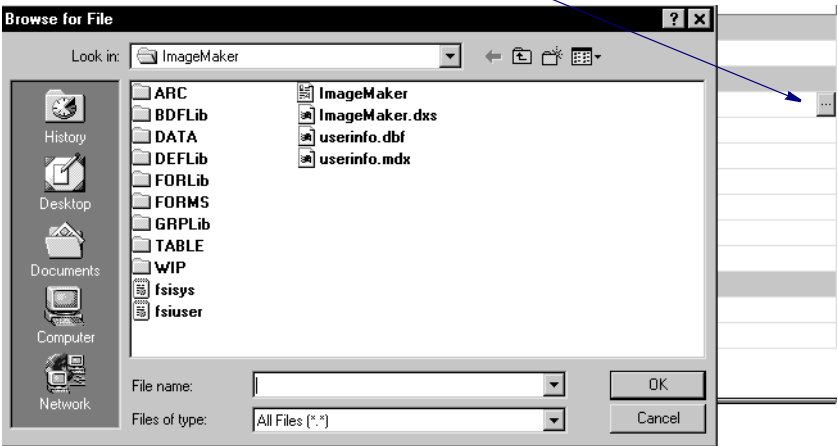 Browse for File
Look in: ImageMaker
History
Desktop
Documents
Computer
Network
ARC
BDFLib
DATA
DEFLib
FORLib
FORMS
GRPLib
TABLE
WIP
fsisys
fsiuser
ImageMaker
ImageMaker.dxs
userinfo.dbf
userinfo.mdx
File name:
OK
Files of type: All Files (*.*)
Cancel